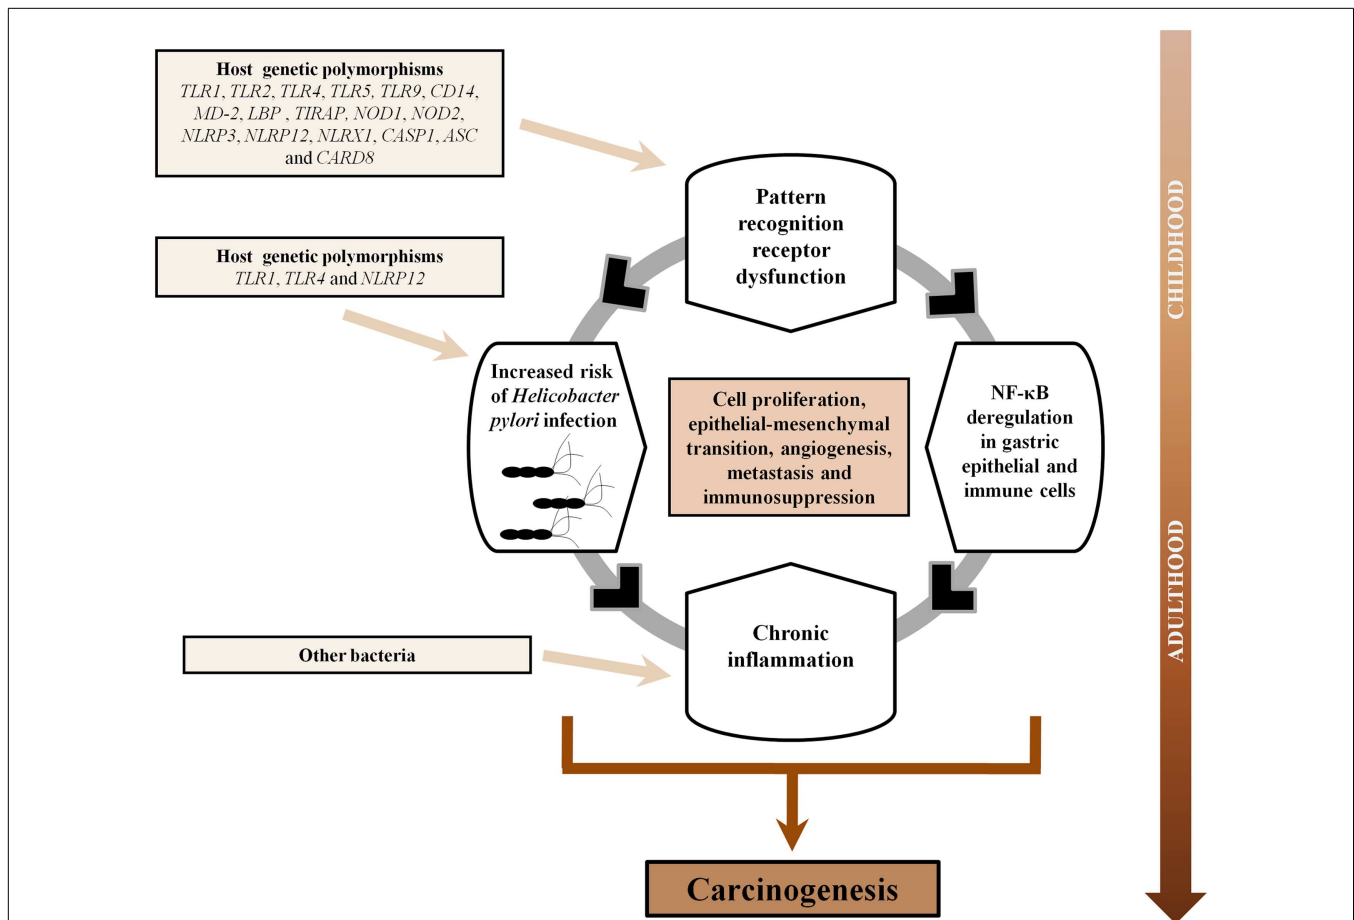 Host genetic polymorphisms
TLR1, TLR2, TLR4, TLR5, TLR9, CD14,
MD-2, LBP , TIRAP, NOD1, NOD2,
NLRP3, NLRP12, NLRX1, CASP1, ASC
and CARD8
Host genetic polymorphisms
TLR1, TLR4 and NLRP12
Pattern
recognition
receptor
dysfunction
Increased risk
of Helicobacter
pylori infection
Cell proliferation,
epithelial-mesenchymal
transition, angiogenesis,
metastasis and
immunosuppression
NF-κB
deregulation
in gastric
epithelial and
immune cells
Other bacteria
Chronic
inflammation
Carcinogenesis
CHILDHOOD
ADULTHOOD